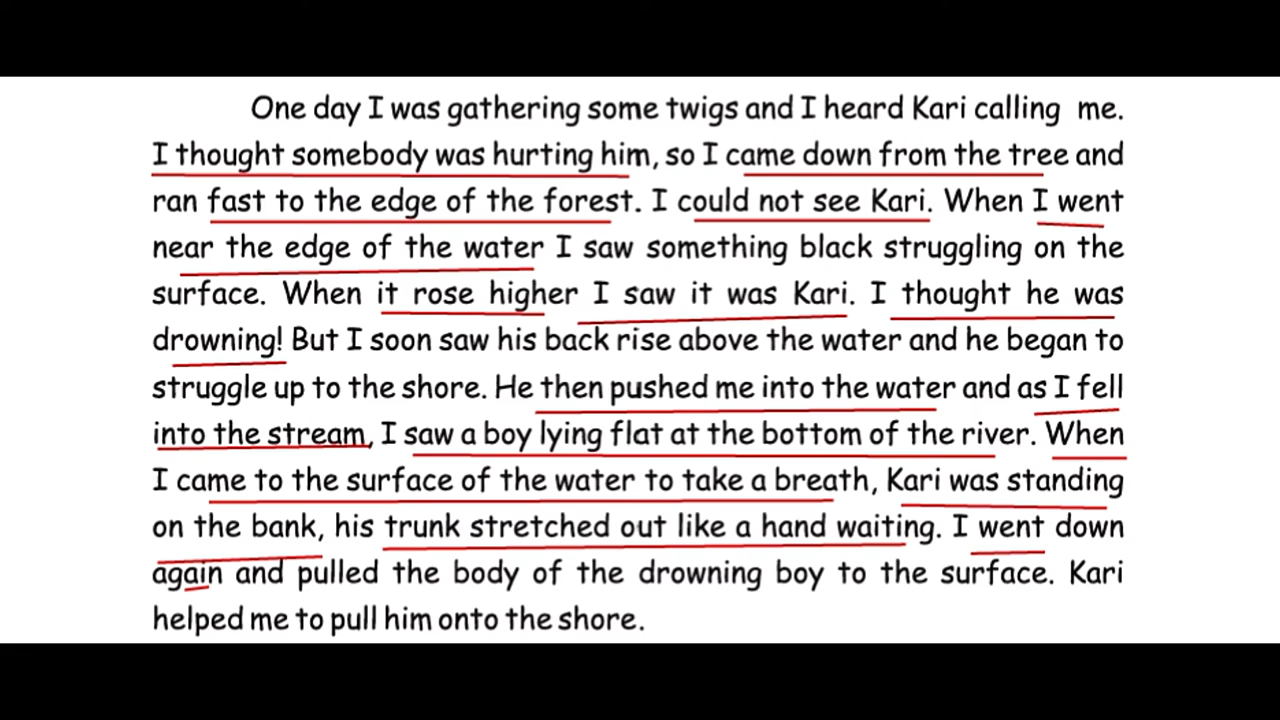 One day I was gathering some twigs and I heard Kari calling me.
I thought somebody was hurting him, so I came down from the tree and
ran fast to the edge of the forest. I could not see Kari. When I went
near the edge of the water I saw something black struggling on the
surface. When it rose higher I saw it was Kari. I thought he was
drowning! But I soon saw his back rise above the water and he began to
struggle up to the shore. He then pushed me into the water and as I fell
into the stream, I saw a boy lying flat at the bottom of the river. When
I came to the surface of the water to take a breath, Kari was standing
on the bank, his trunk stretched out like a hand waiting. I went down
again and pulled the body of the drowning boy to the surface. Kari
helped me to pull him onto the shore.